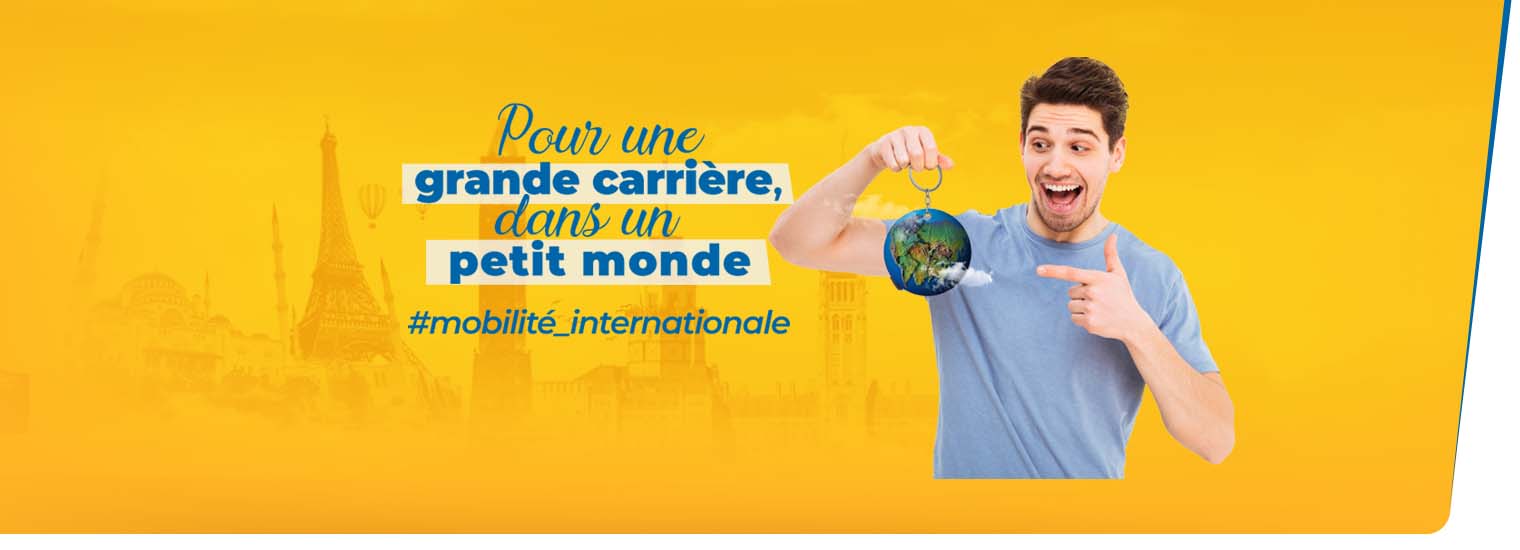 Pour une
grande carrière,
dans un
petit monde
#mobilité_internationale